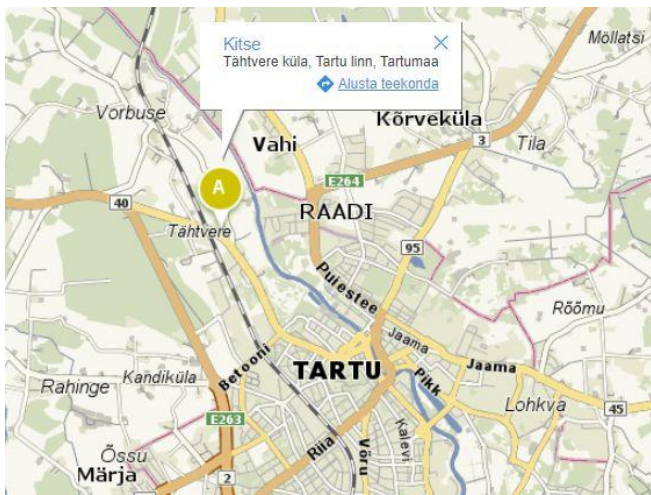 Kitse
Tähtvere küla, Tartu linn, Tartumaa
Alusta teekonda
Möllatsi
Vorbuse
Kõrveküla
Vahi
3
Tila
E264
A
40
RAADI
Tähtvere
95
Puiestee
Rõõmu
Jaama
Jaama
Betooni
TARTU
Pikk
Rahinge
Kandiküla
Lohkva
45
E263
Riia
Võru
Kalevi
Õssu
Märja
2